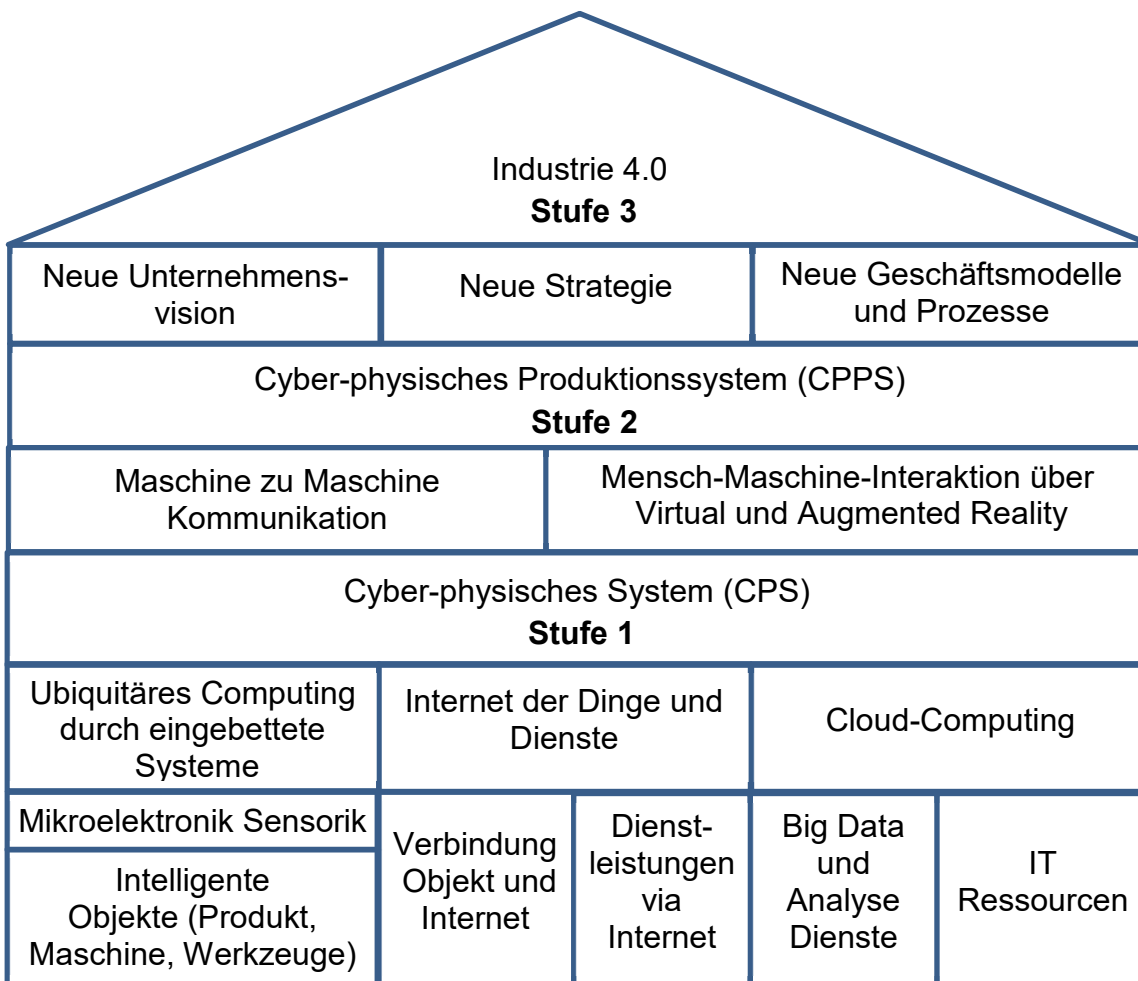 Industrie 4.0
Stufe 3
Neue Unternehmens-
vision
Neue Strategie
Neue Geschäftsmodelle
und Prozesse
Cyber-physisches Produktionssystem (CPPS)
Stufe 2
Maschine zu Maschine
Kommunikation
Mensch-Maschine-Interaktion über
Virtual und Augmented Reality
Cyber-physisches System (CPS)
Stufe 1
Ubiquitäres Computing
durch eingebettete
Systeme
Internet der Dinge und
Dienste
Cloud-Computing
Mikroelektronik Sensorik
Intelligente
Objekte (Produkt,
Maschine, Werkzeuge)
Verbindung
Objekt und
Internet
Dienst-
leistungen
via
Internet
Big Data
und
Analyse
Dienste
IT
Ressourcen